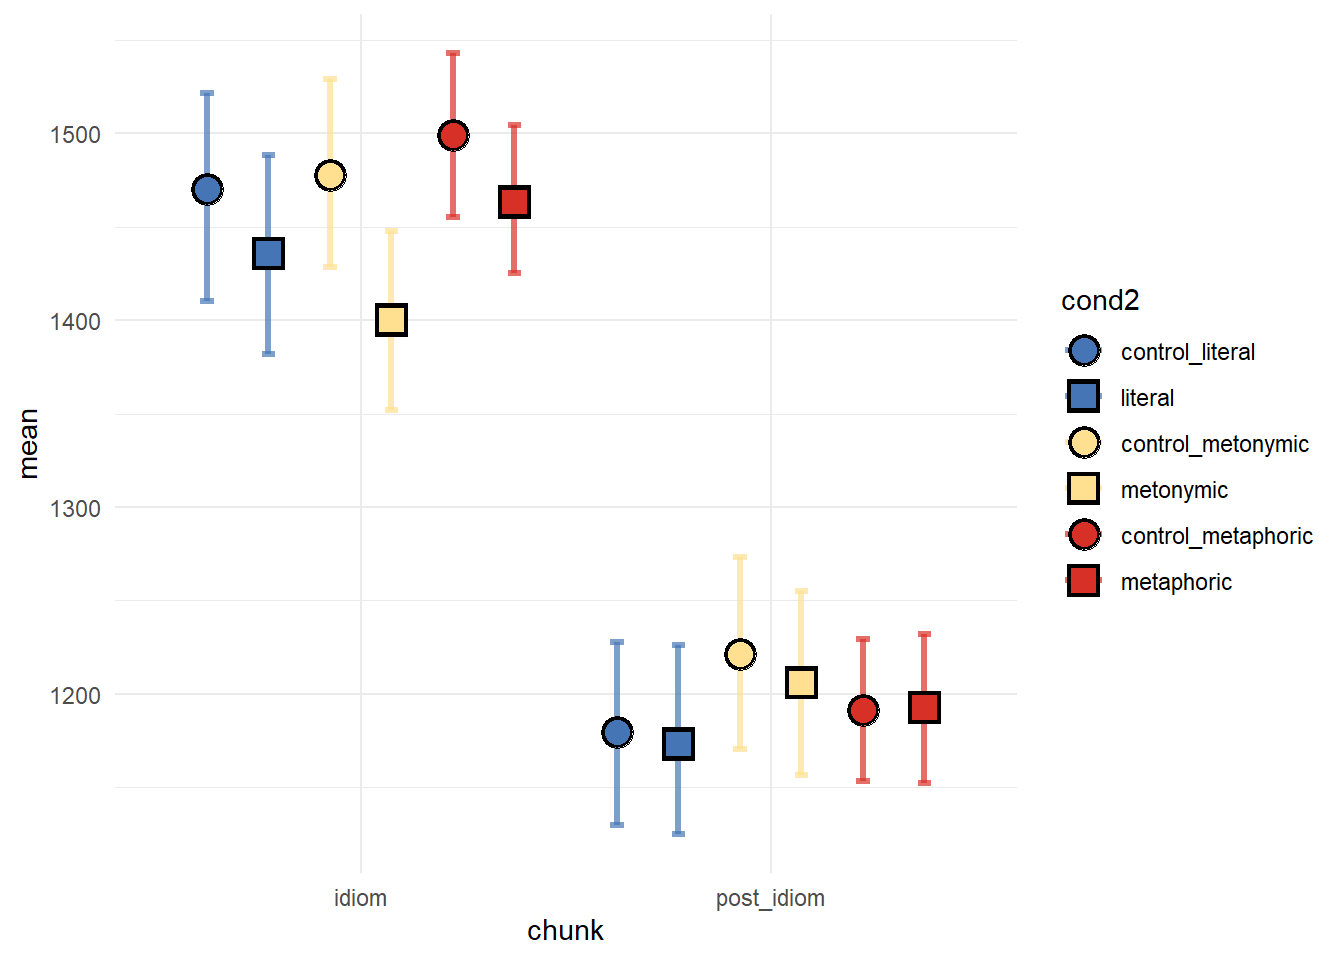 1500
1400
1300
1200
mean
idiom
post_idiom
chunk
cond2
control_literal
literal
control_metonymic
metonymic
control_metaphoric
metaphoric